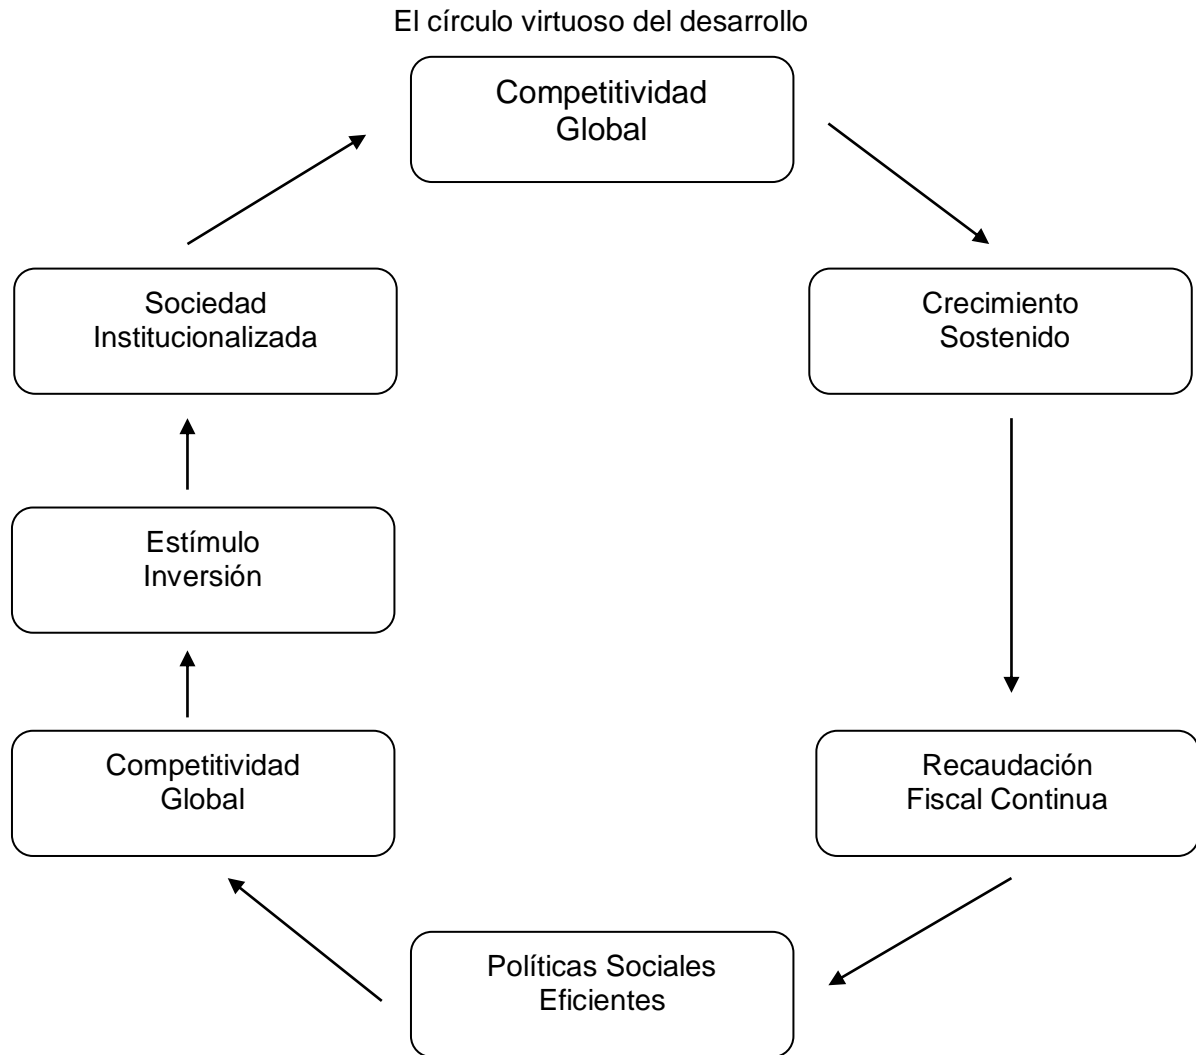 El círculo virtuoso del desarrollo
Competitividad
Global
Sociedad
Institucionalizada
Crecimiento
Sostenido
Estímulo
Inversión
Competitividad
Global
Recaudación
Fiscal Continua
Políticas Sociales
Eficientes